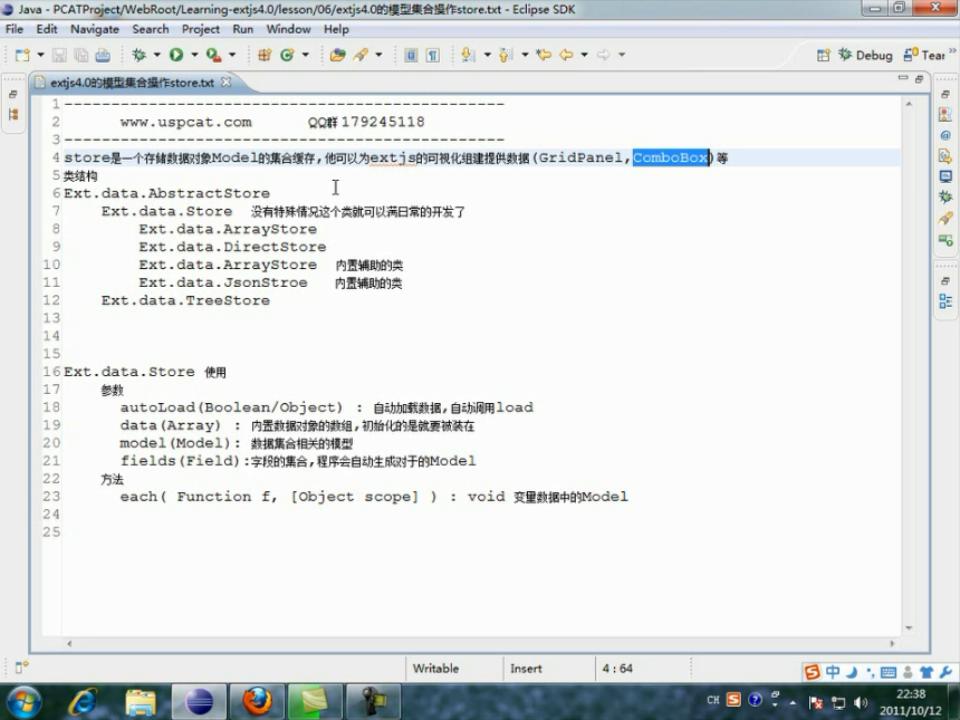 Java - PCATProject/WebRoot/Learning-extjs4.0/lesson/06/extjs4.0的模型集合操作store.txt - Eclipse SDK
File Edit Navigate Search Project Run Window Help
Debug Tear
extjs4.0的模型集合操作store.txt
1 -----------------------------------------------
2 www.uspcat.com QQ群179245118
3 -----------------------------------------------
4 store是一个存储数据对象Model的集合缓存,他可以为extjs的可视化组建提供数据(GridPanel,ComboBox)等
5 类结构
6 Ext.data.AbstractStore
7 Ext.data.Store 没有特殊情况这个类就可以满日常的开发了
8 Ext.data.ArrayStore
9 Ext.data.DirectStore
10 Ext.data.ArrayStore 内置辅助的类
11 Ext.data.JsonStroe 内置辅助的类
12 Ext.data.TreeStore
13
14
15
16 Ext.data.Store 使用
17 参数
18 autoLoad(Boolean/Object) : 自动加载数据,自动调用load
19 data(Array) : 内置数据对象的数组,初始化的是就要被装在
20 model(Model): 数据集合相关的模型
21 fields(Field):字段的集合,程序会自动生成对于的Model
22 方法
23 each( Function f, [Object scope] ) : void 变量数据中的Model
24
25
Writable Insert 4 : 64
中
CH 22:38
2011/10/12